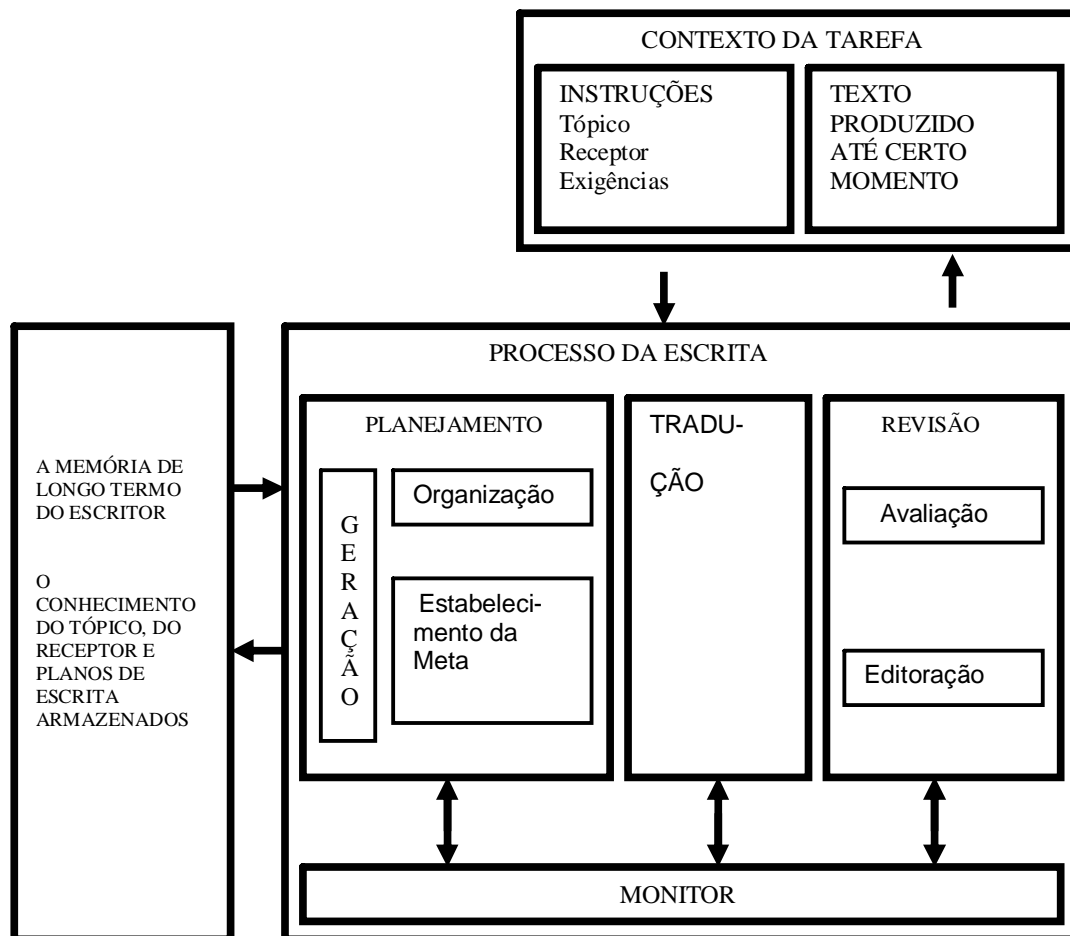 CONTEXTO DA TAREFA
INSTRUÇÕES
Tópico
Receptor
Exigências
TEXTO
PRODUZIDO
ATÉ CERTO
MOMENTO
A MEMÓRIA DE
LONGO TERMO
DO ESCRITOR
O
CONHECIMENTO
DO TÓPICO, DO
RECEPTOR E
PLANOS DE
ESCRITA
ARMAZENADOS
PROCESSO DA ESCRITA
PLANEJAMENTO
GERAÇÃO
Organização
Estabeleci-
mento da
Meta
TRADU-
ÇÃO
REVISÃO
Avaliação
Editoração
MONITOR